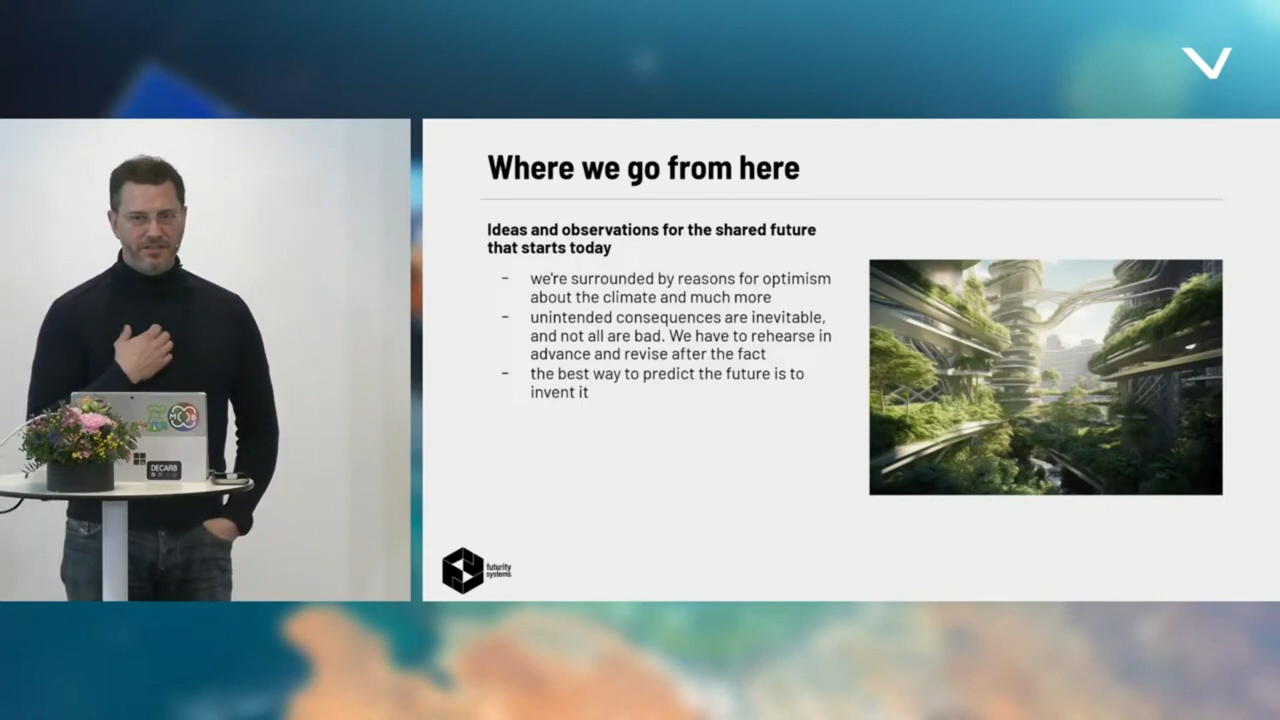 Where we go from here
Ideas and observations for the shared future
that starts today
- we're surrounded by reasons for optimism
about the climate and much more
- unintended consequences are inevitable,
and not all are bad. We have to rehearse in
advance and revise after the fact
- the best way to predict the future is to
invent it
futurity
systems
DECARB